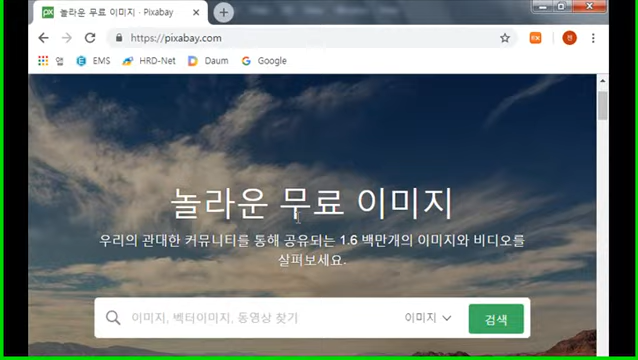 놀라운 무료 이미지 - Pixabay
https://pixabay.com
앱 EMS HRD-Net Daum Google
놀라운 무료 이미지
우리의 관대한 커뮤니티를 통해 공유되는 1.6 백만개의 이미지와 비디오를
살펴보세요.
이미지, 벡터이미지, 동영상 찾기 이미지 검색